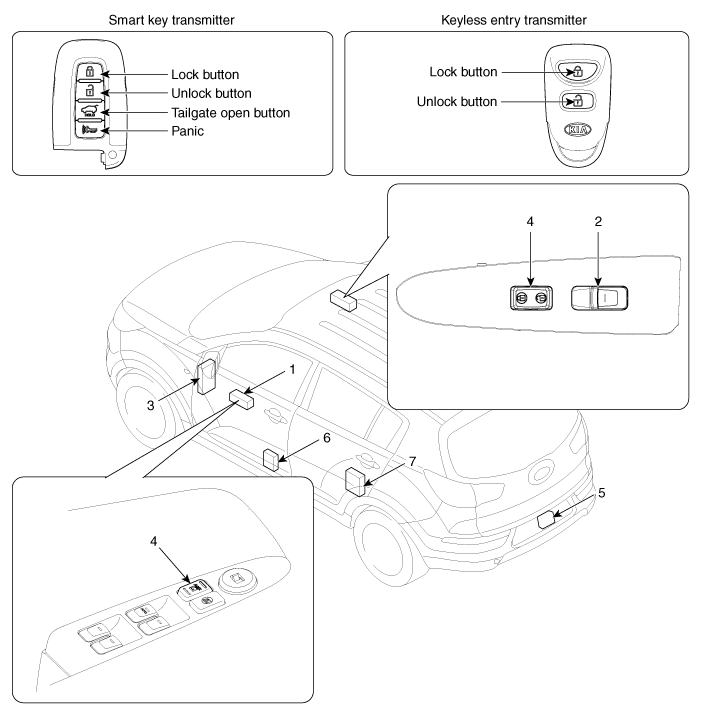 Smart key transmitter
Keyless entry transmitter
Lock button
Unlock button
HOLD
Tailgate open button
Panic
Lock button
Unlock button
KIA
4
2
1
3
6
7
5
4